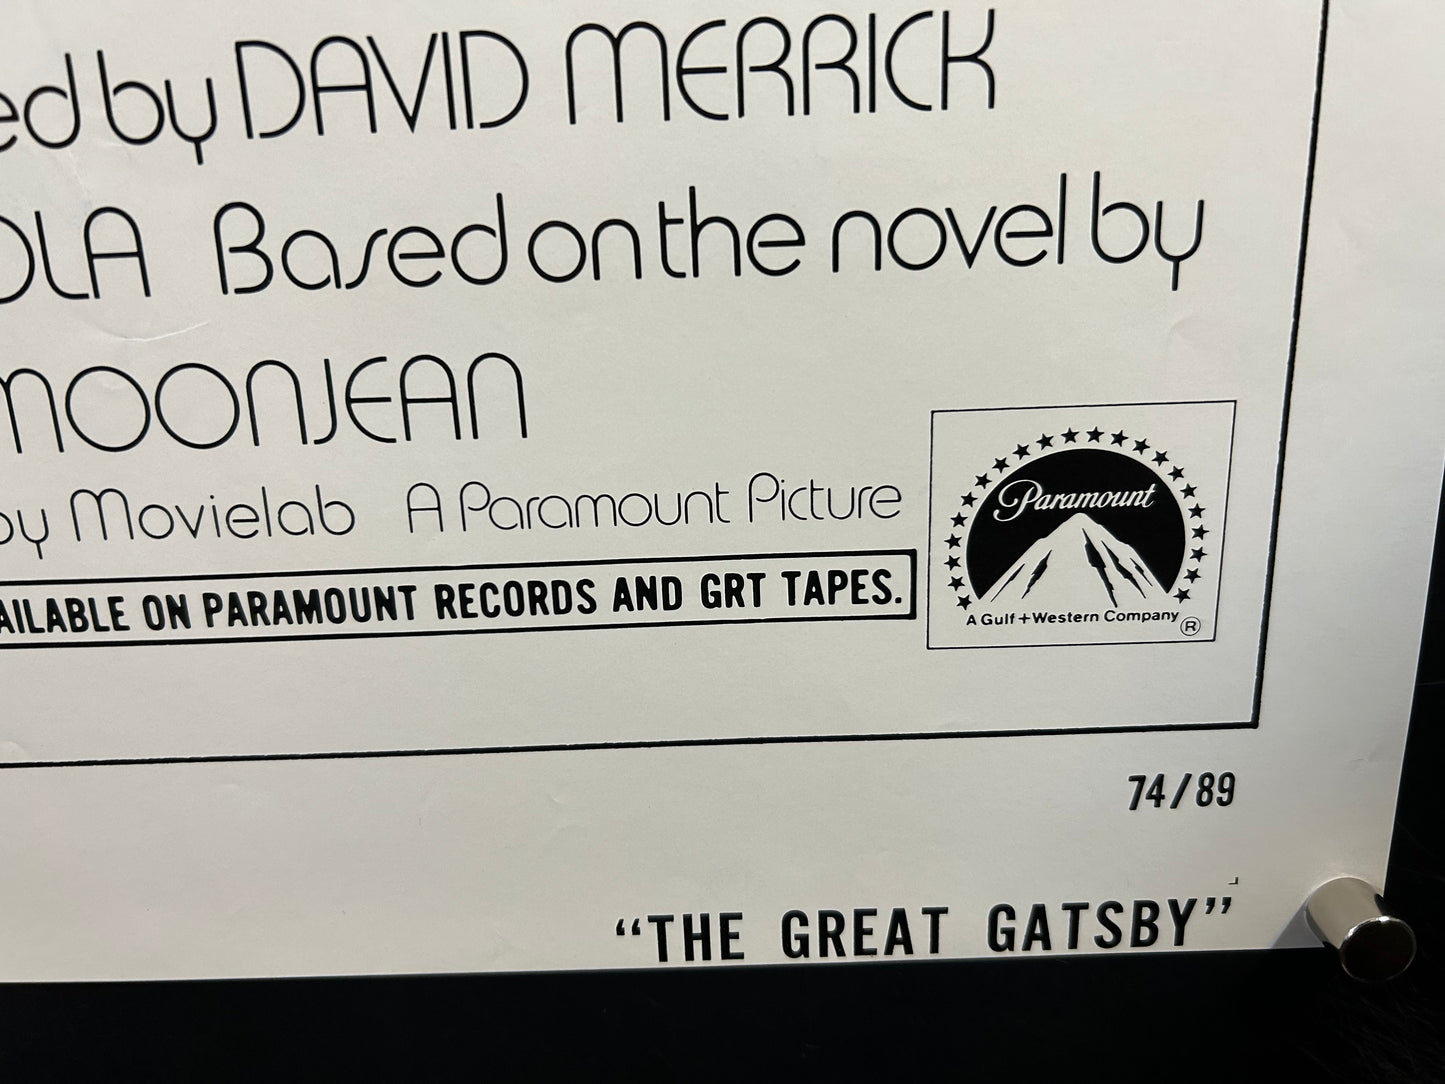 ed by DAVID MERRICK
OLA Based on the novel by
MOONJEAN
by Movielab A Paramount Picture
AILABLE ON PARAMOUNT RECORDS AND GRT TAPES.
Paramount
A Gulf+Western Company ®
74/89
"THE GREAT GATSBY"